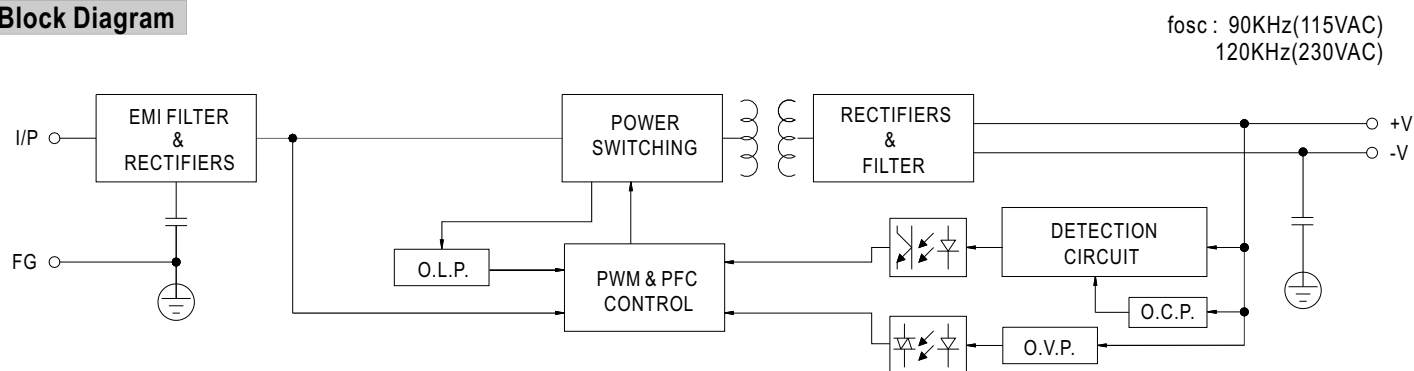 Block Diagram
fosc : 90KHz(115VAC)
120KHz(230VAC)
I/P
EMI FILTER
&
RECTIFIERS
POWER
SWITCHING
RECTIFIERS
&
FILTER
+V
-V
FG
O.L.P.
PWM & PFC
CONTROL
DETECTION
CIRCUIT
O.C.P.
O.V.P.